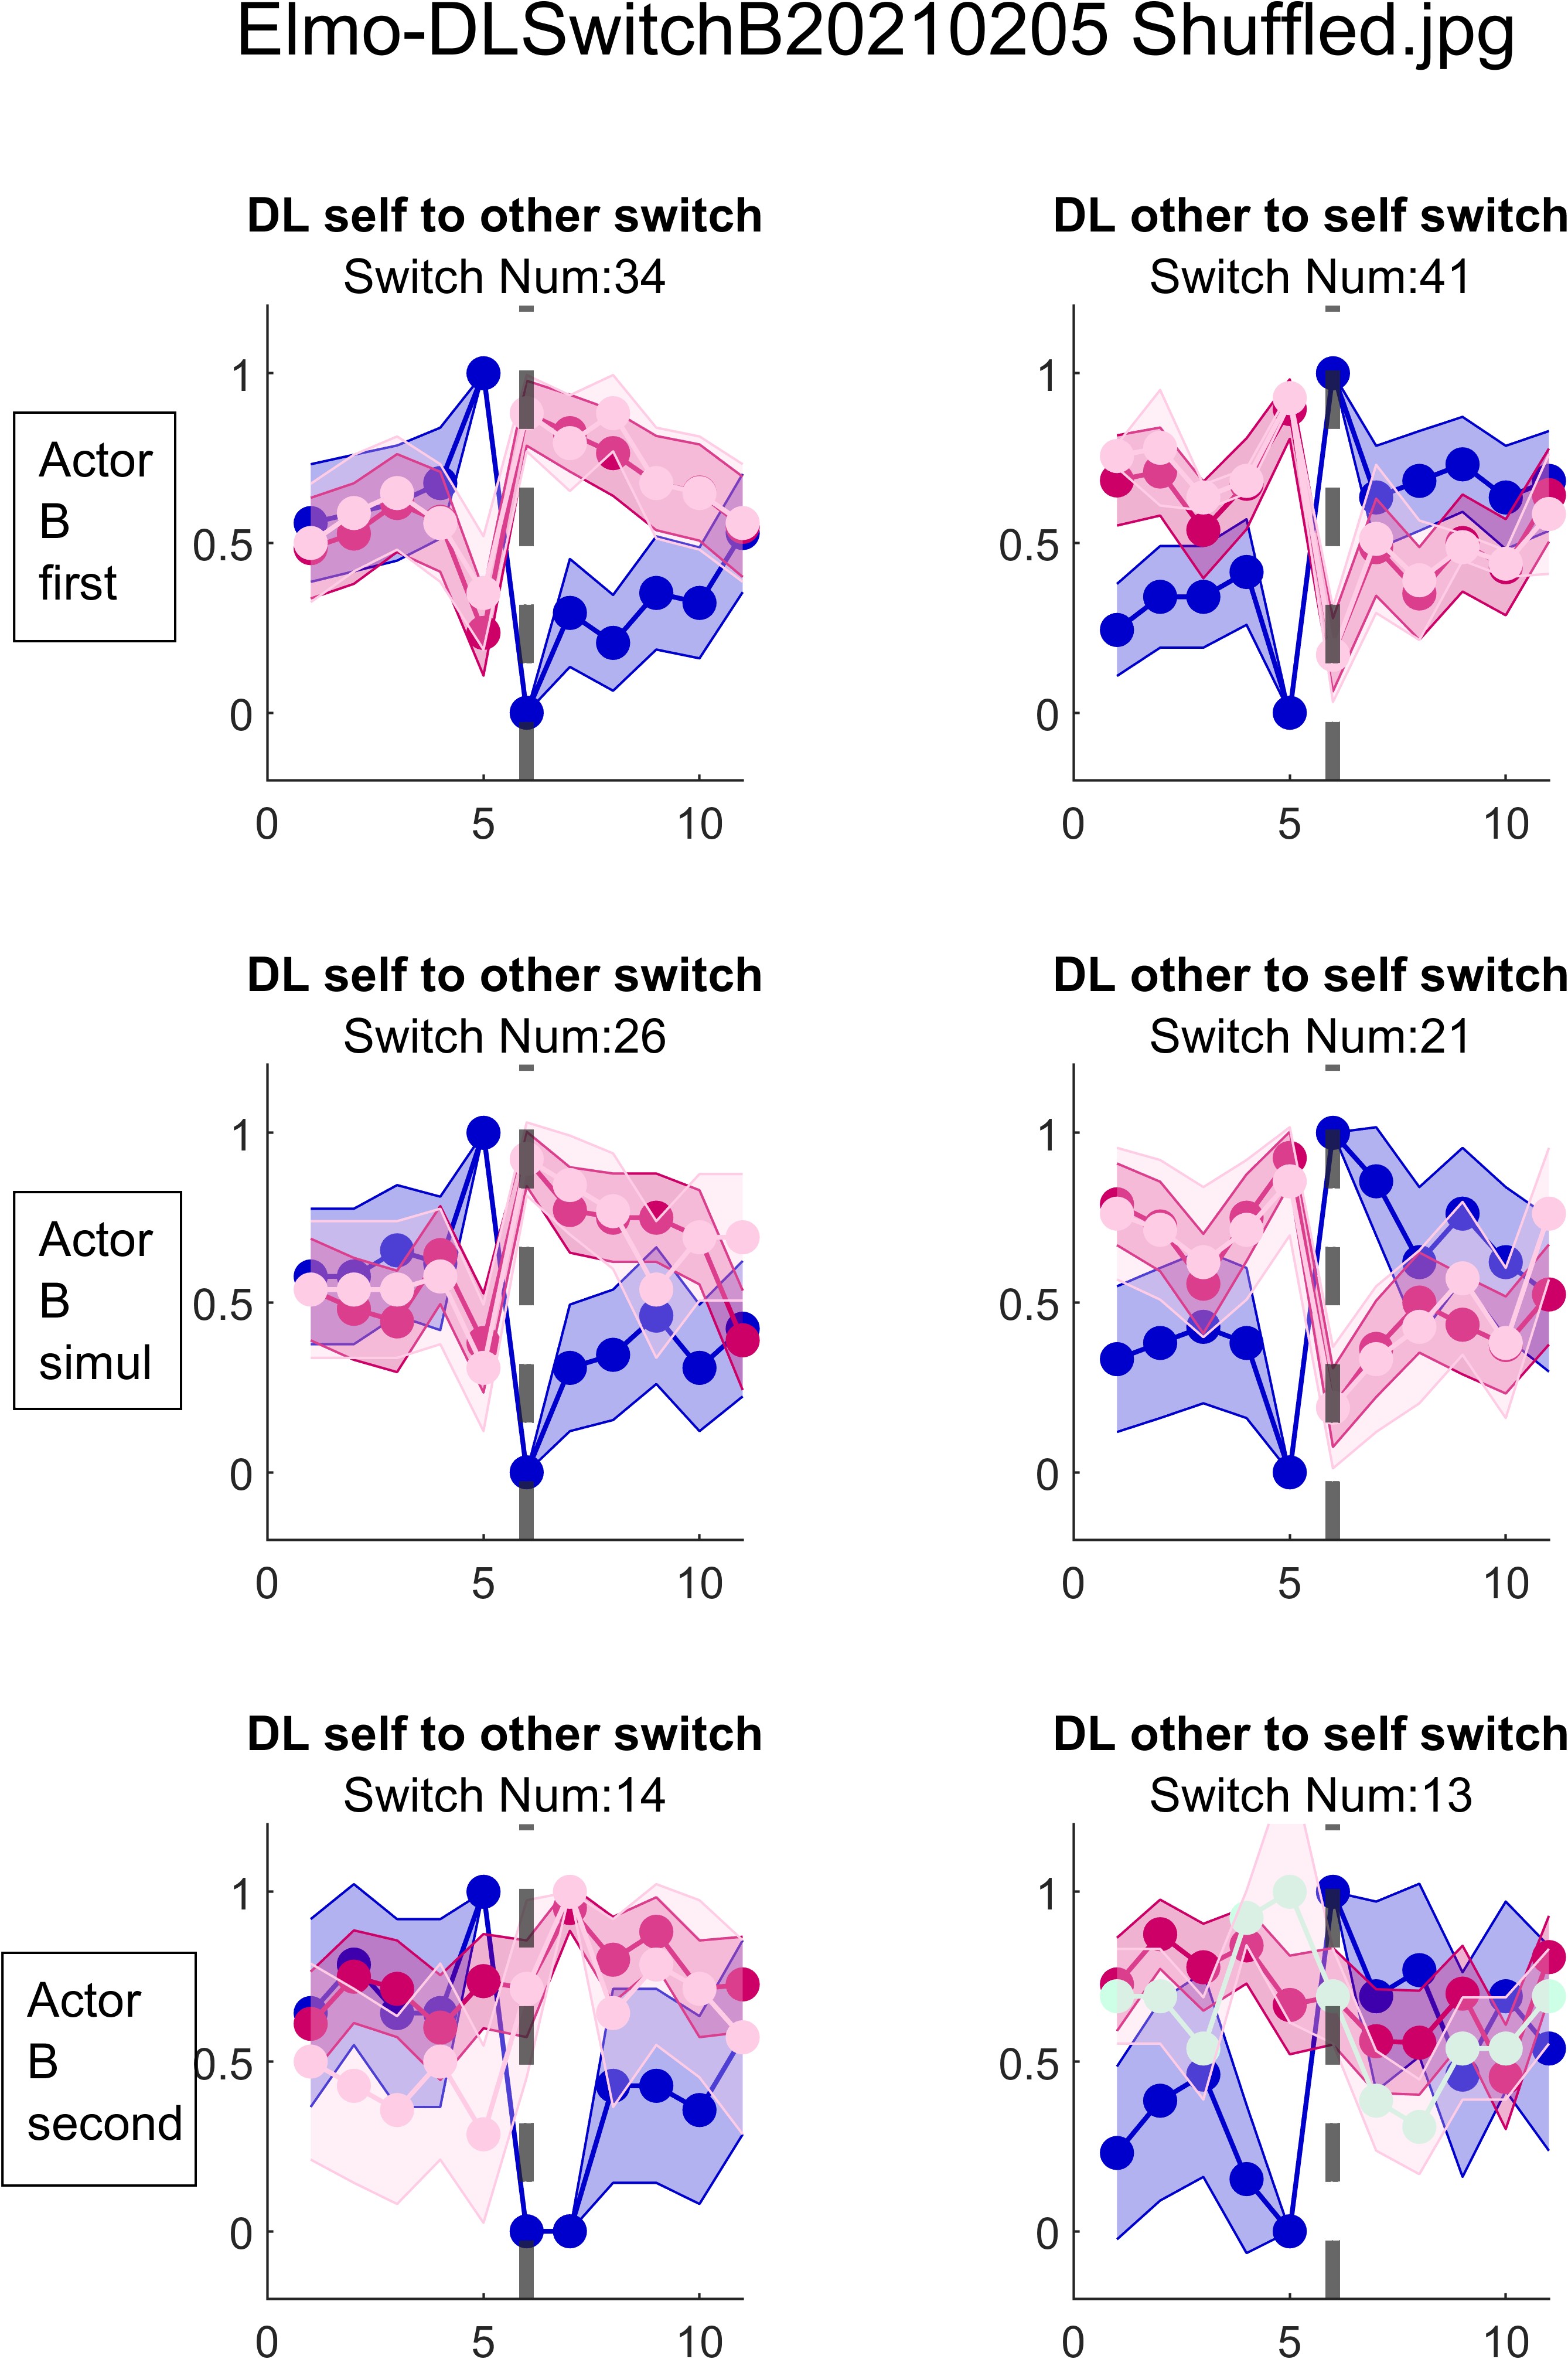 Elmo-DLSwitchB20210205 Shuffled.jpg
DL self to other switch
Switch Num:34
DL other to self switch
Switch Num:41
Actor
B
first
1
0.5
0
0
5
10
1
0.5
0
0
5
10
DL self to other switch
Switch Num:26
DL other to self switch
Switch Num:21
Actor
B
simul
1
0.5
0
0
5
10
1
0.5
0
0
5
10
DL self to other switch
Switch Num:14
DL other to self switch
Switch Num:13
Actor
B
second
1
0.5
0
0
5
10
1
0.5
0
0
5
10